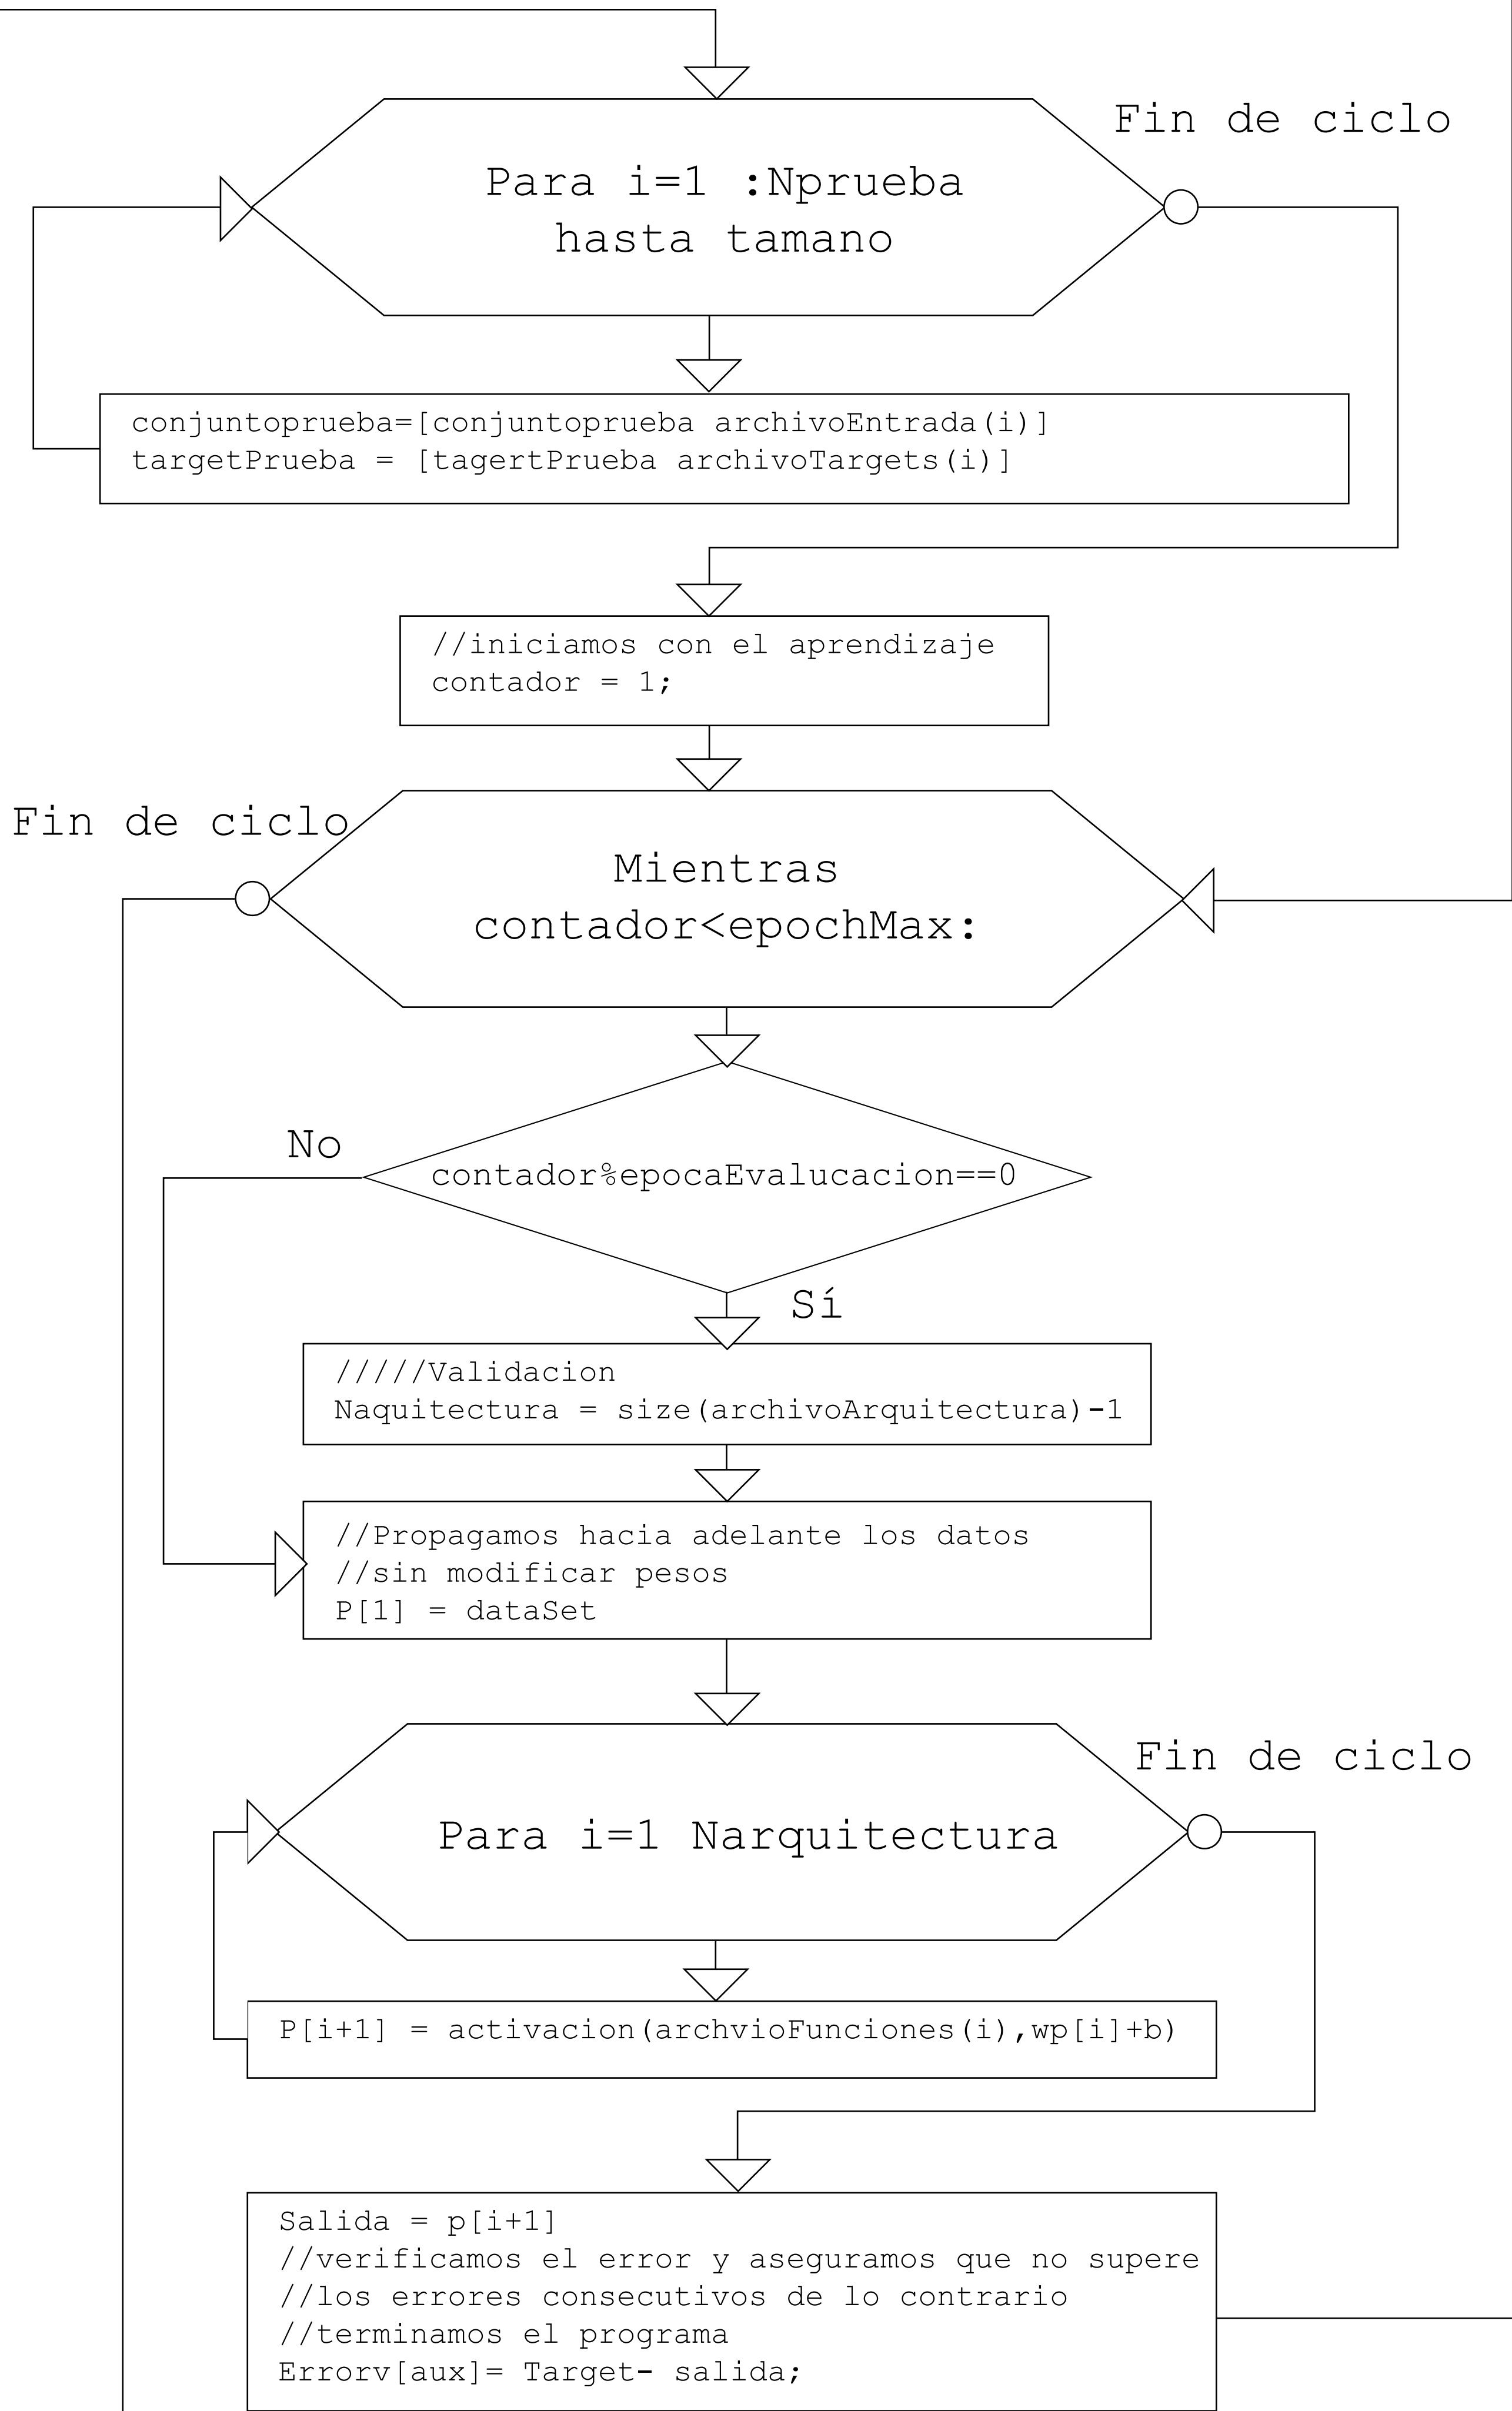 Fin de ciclo
Para i=1 :Nprueba
hasta tamano
conjuntoprueba=[conjuntoprueba archivoEntrada(i)]
targetPrueba = [tagertPrueba archivoTargets(i)]
//iniciamos con el aprendizaje
contador = 1;
Fin de ciclo
Mientras
contador<epochMax:
No
contador%epocaEvalucacion==0
Sí
/////Validacion
Naquitectura = size(archivoArquitectura)-1
//Propagamos hacia adelante los datos
//sin modificar pesos
P[1] = dataSet
Fin de ciclo
Para i=1 Narquitectura
P[i+1] = activacion(archvioFunciones(i),wp[i]+b)
Salida = p[i+1]
//verificamos el error y aseguramos que no supere
//los errores consecutivos de lo contrario
//terminamos el programa
Errorv[aux]= Target- salida;